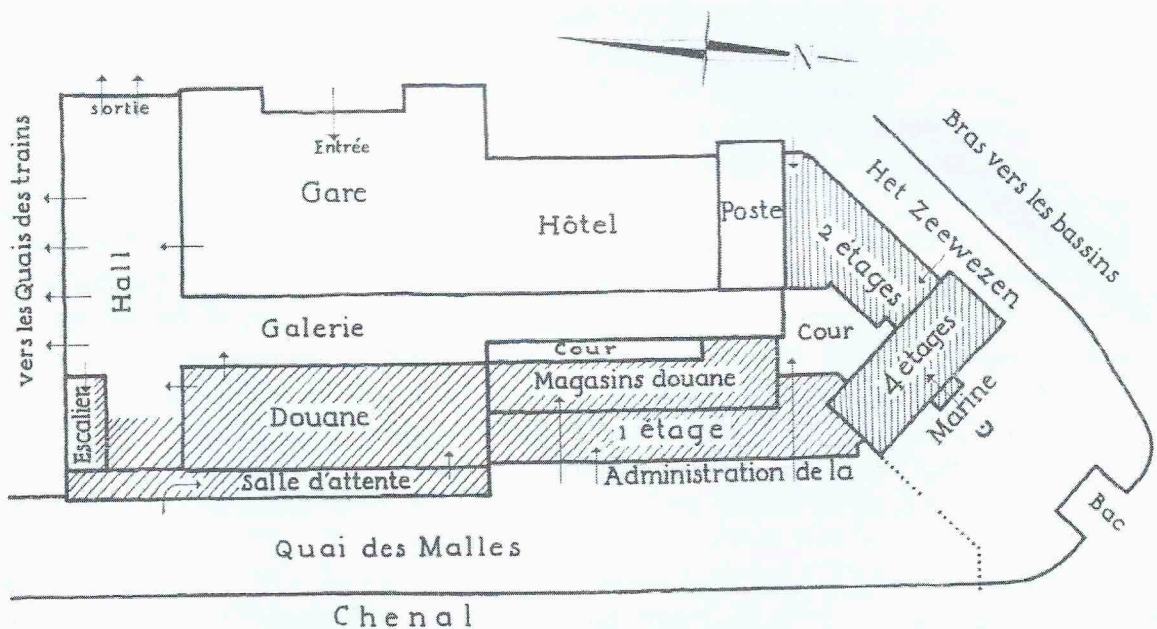 N
sortie
Entrée
vers les Quais des trains
Gare
Hall
Hôtel
Poste
2 étages
Het Zeewezen
Bras vers les bassins
Galerie
Cour
Cour
4 étages
Escalier
Douane
Magasins douane
1 étage
Marine
Salle d'attente
Administration de la
Bac
Quai des Malles
Chenal